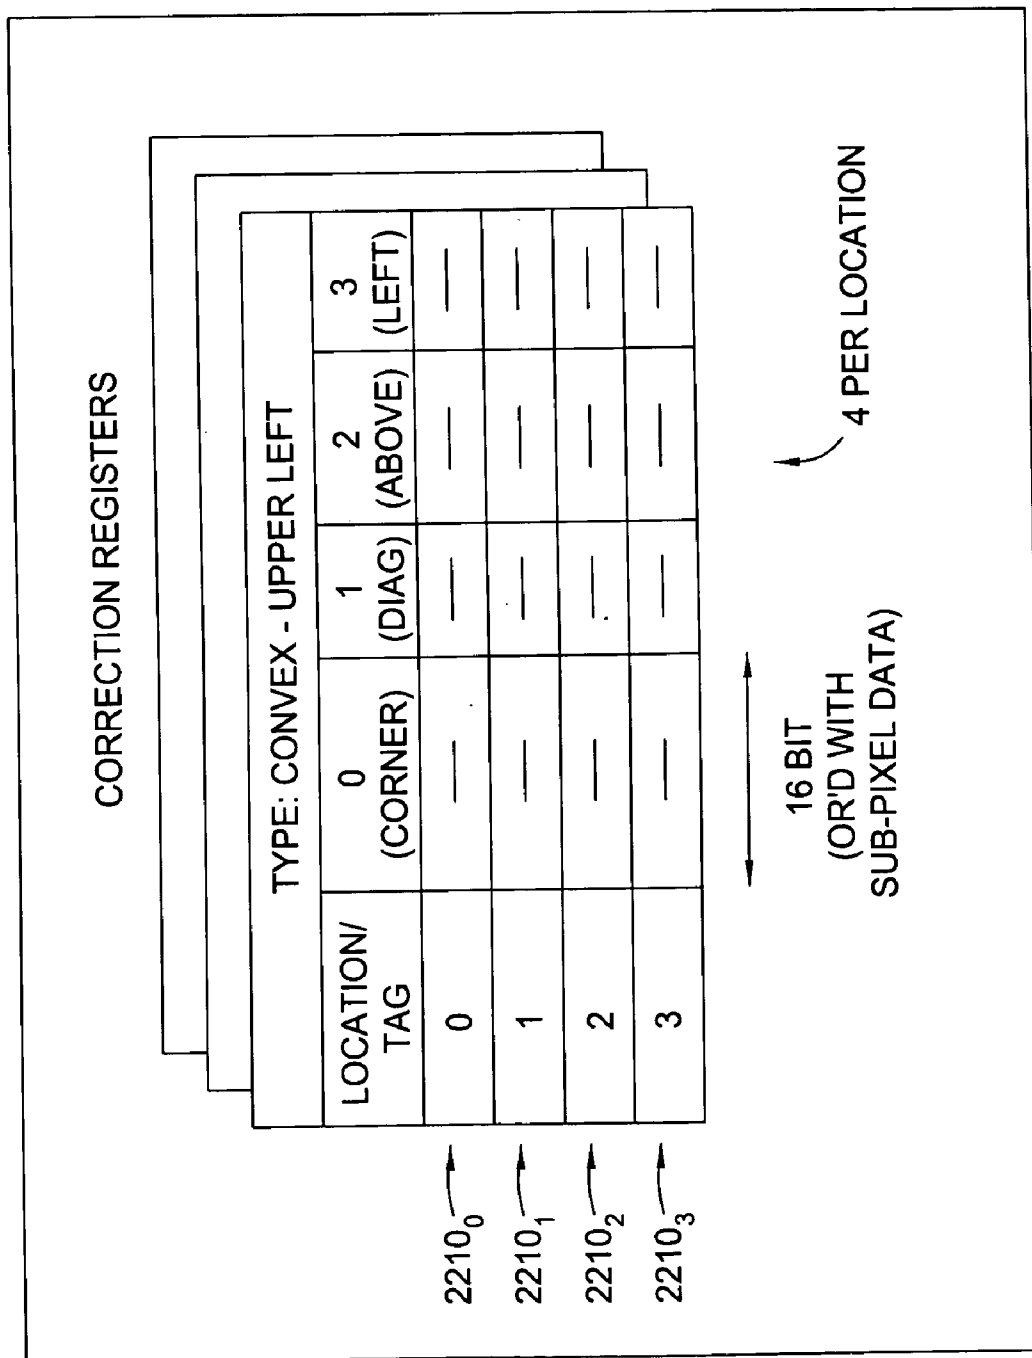 CORRECTION REGISTERS
TYPE: CONVEX - UPPER LEFT
LOCATION/
TAG
0
(CORNER)
1
(DIAG)
2
(ABOVE)
3
(LEFT)
2210₀
0
2210₁
1
2210₂
2
2210₃
3
16 BIT
(OR'D WITH
SUB-PIXEL DATA)
4 PER LOCATION